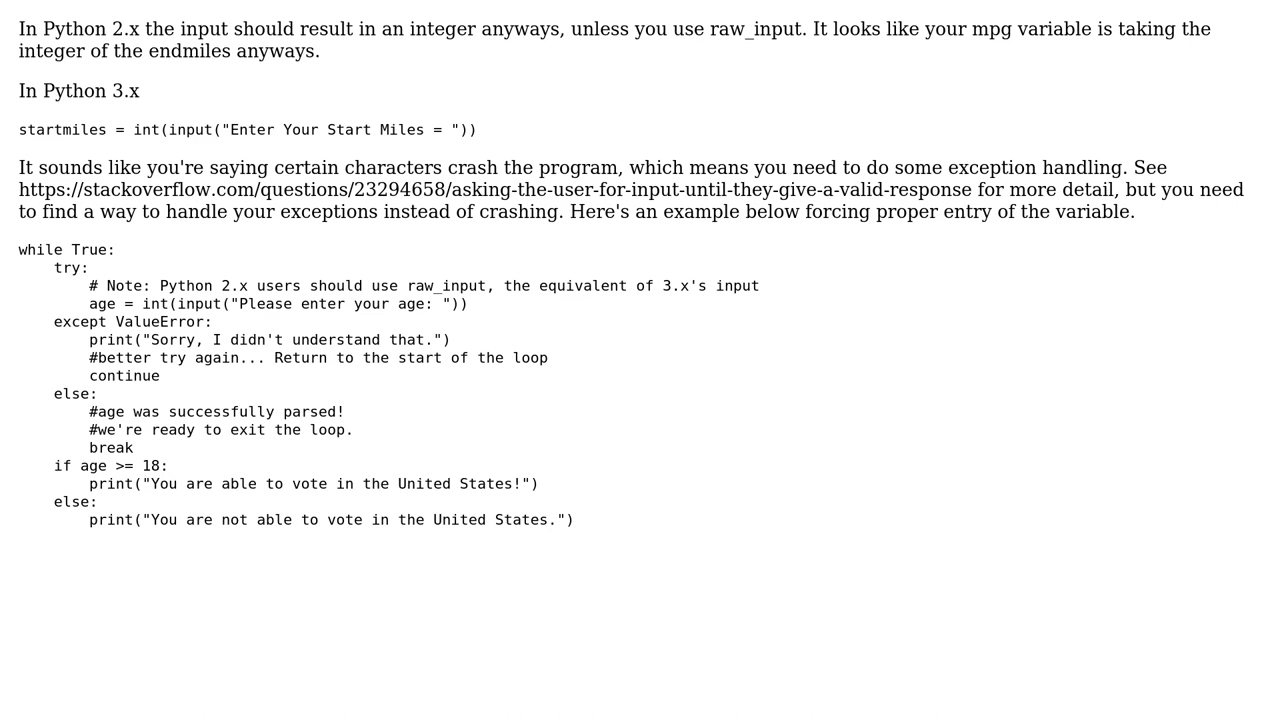 In Python 2.x the input should result in an integer anyways, unless you use raw_input. It looks like your mpg variable is taking the
integer of the endmiles anyways.
In Python 3.x
startmiles = int(input("Enter Your Start Miles = "))
It sounds like you're saying certain characters crash the program, which means you need to do some exception handling. See
https://stackoverflow.com/questions/23294658/asking-the-user-for-input-until-they-give-a-valid-response for more detail, but you need
to find a way to handle your exceptions instead of crashing. Here's an example below forcing proper entry of the variable.
while True:
    try:
        # Note: Python 2.x users should use raw_input, the equivalent of 3.x's input
        age = int(input("Please enter your age: "))
    except ValueError:
        print("Sorry, I didn't understand that.")
        #better try again... Return to the start of the loop
        continue
    else:
        #age was successfully parsed!
        #we're ready to exit the loop.
        break
    if age >= 18:
        print("You are able to vote in the United States!")
    else:
        print("You are not able to vote in the United States.")